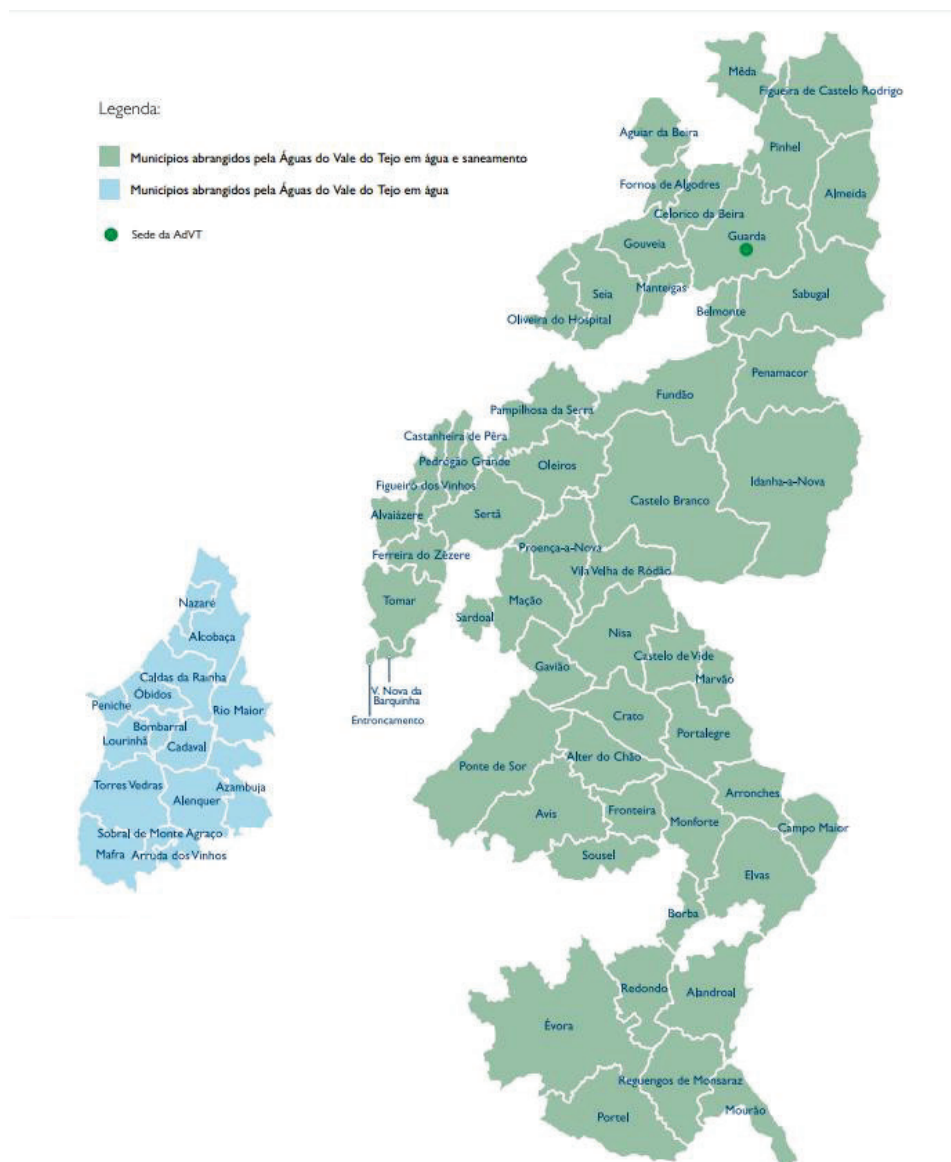 Legenda:
Municípios abrangidos pela Águas do Vale do Tejo em água e saneamento
Municípios abrangidos pela Águas do Vale do Tejo em água
Sede da AdVT
Mêda
Figueira de Castelo Rodrigo
Aguiar da Beira
Pinhel
Fornos de Algodres
Almeida
Celorico da Beira
Gouveia
Guarda
Seia
Manteigas
Sabugal
Belmonte
Oliveira do Hospital
Penamacor
Fundão
Pampilhosa da Serra
Castanheira de Pêra
Pedrógão Grande
Oleiros
Figueiró dos Vinhos
Idanha-a-Nova
Castelo Branco
Alvaiázere
Sertã
Proença-a-Nova
Ferreira do Zêzere
Vila Velha de Ródão
Tomar
Mação
Sardoal
Nisa
Castelo de Vide
Gavião
Marvão
V. Nova da
Barquinha
Entroncamento
Crato
Portalegre
Alter do Chão
Ponte de Sor
Arronches
Avis
Fronteira
Monforte
Campo Maior
Sousel
Elvas
Borba
Redondo
Alandroal
Évora
Reguengos de Monsaraz
Portel
Mourão
Nazaré
Alcobaça
Caldas da Rainha
Óbidos
Peniche
Rio Maior
Bombarral
Lourinhã
Cadaval
Torres Vedras
Azambuja
Alenquer
Sobral de Monte Agraço
Mafra
Arruda dos Vinhos